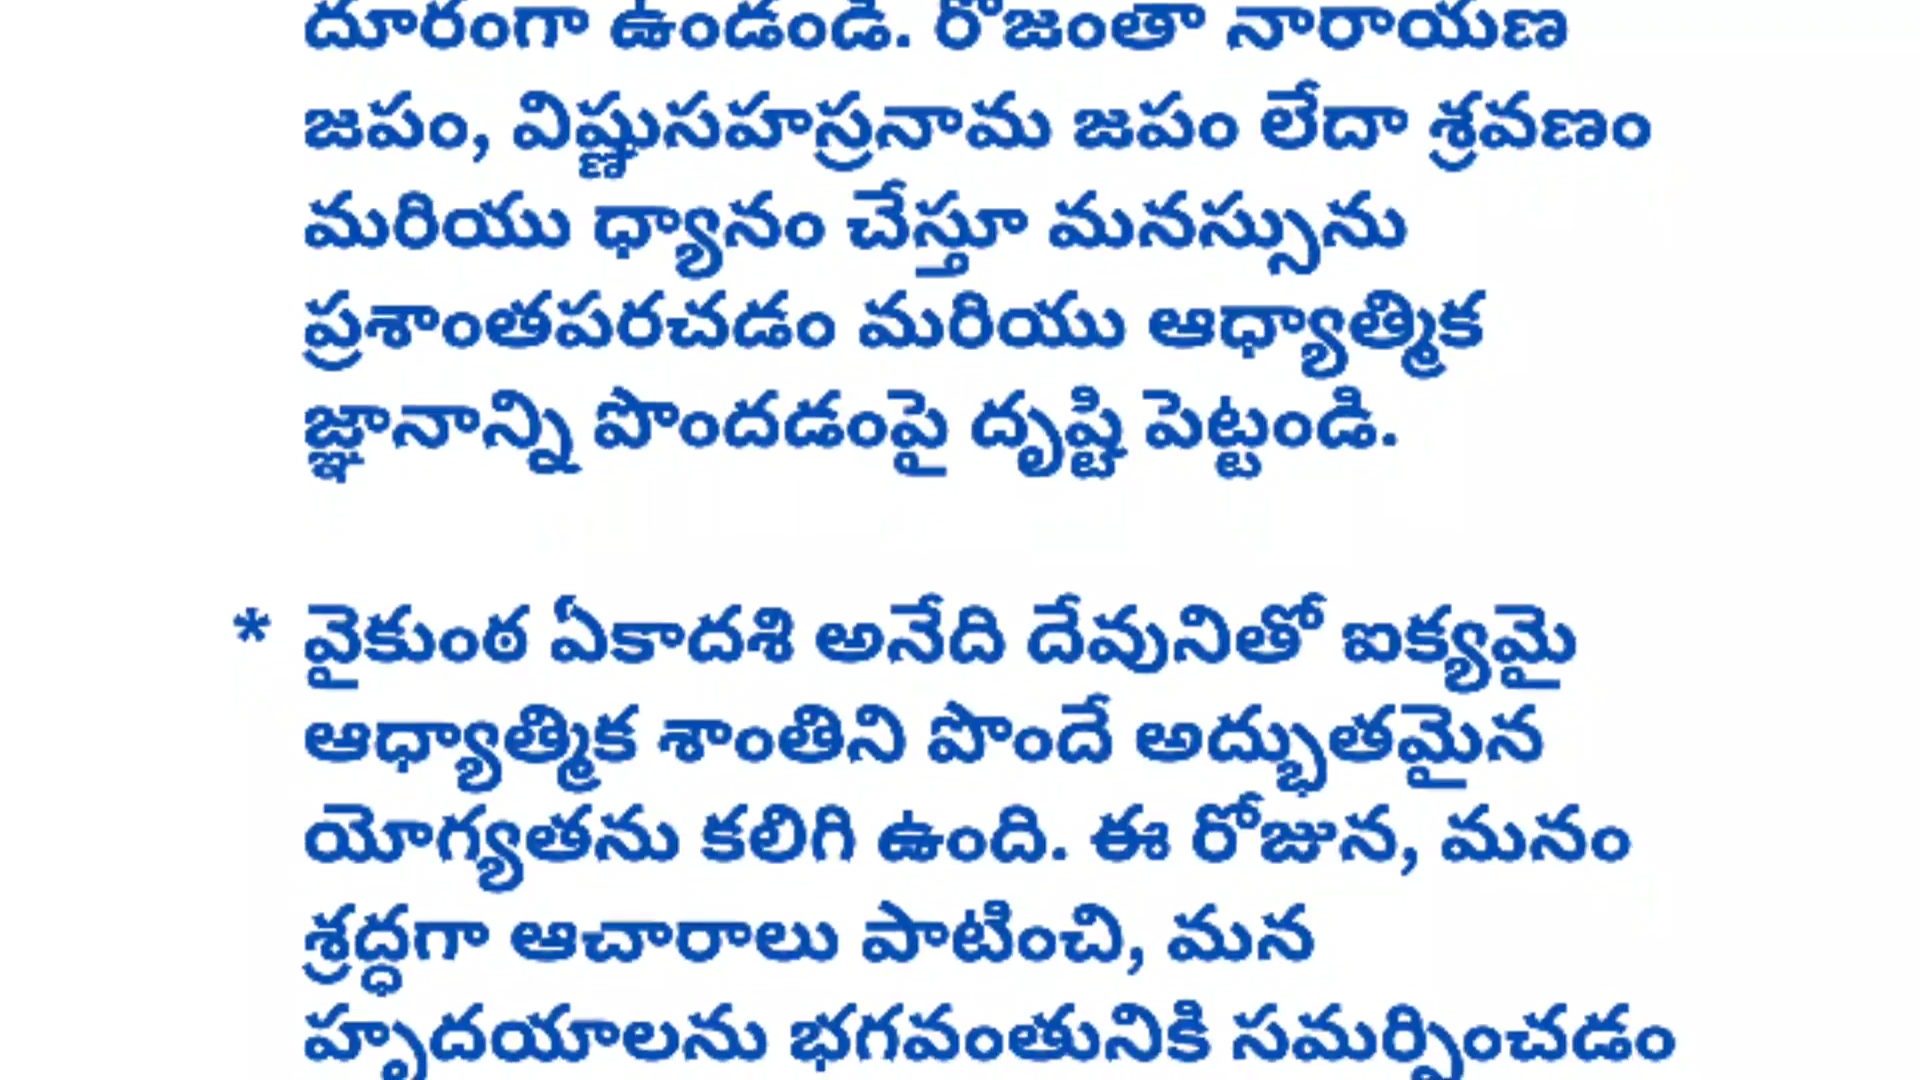 దూరంగా ఉండండి. రోజంతా నారాయణ
జపం, విష్ణుసహస్రనామ జపం లేదా శ్రవణం
మరియు ధ్యానం చేస్తూ మనస్సును
ప్రశాంతపరచడం మరియు ఆధ్యాత్మిక
జ్ఞానాన్ని పొందడంపై దృష్టి పెట్టండి.
* వైకుంఠ ఏకాదశి అనేది దేవునితో ఐక్యమై
ఆధ్యాత్మిక శాంతిని పొందే అద్భుతమైన
యోగ్యతను కలిగి ఉంది. ఈ రోజున, మనం
శ్రద్ధగా ఆచారాలు పాటించి, మన
హృదయాలను భగవంతునికి సమర్పించడం